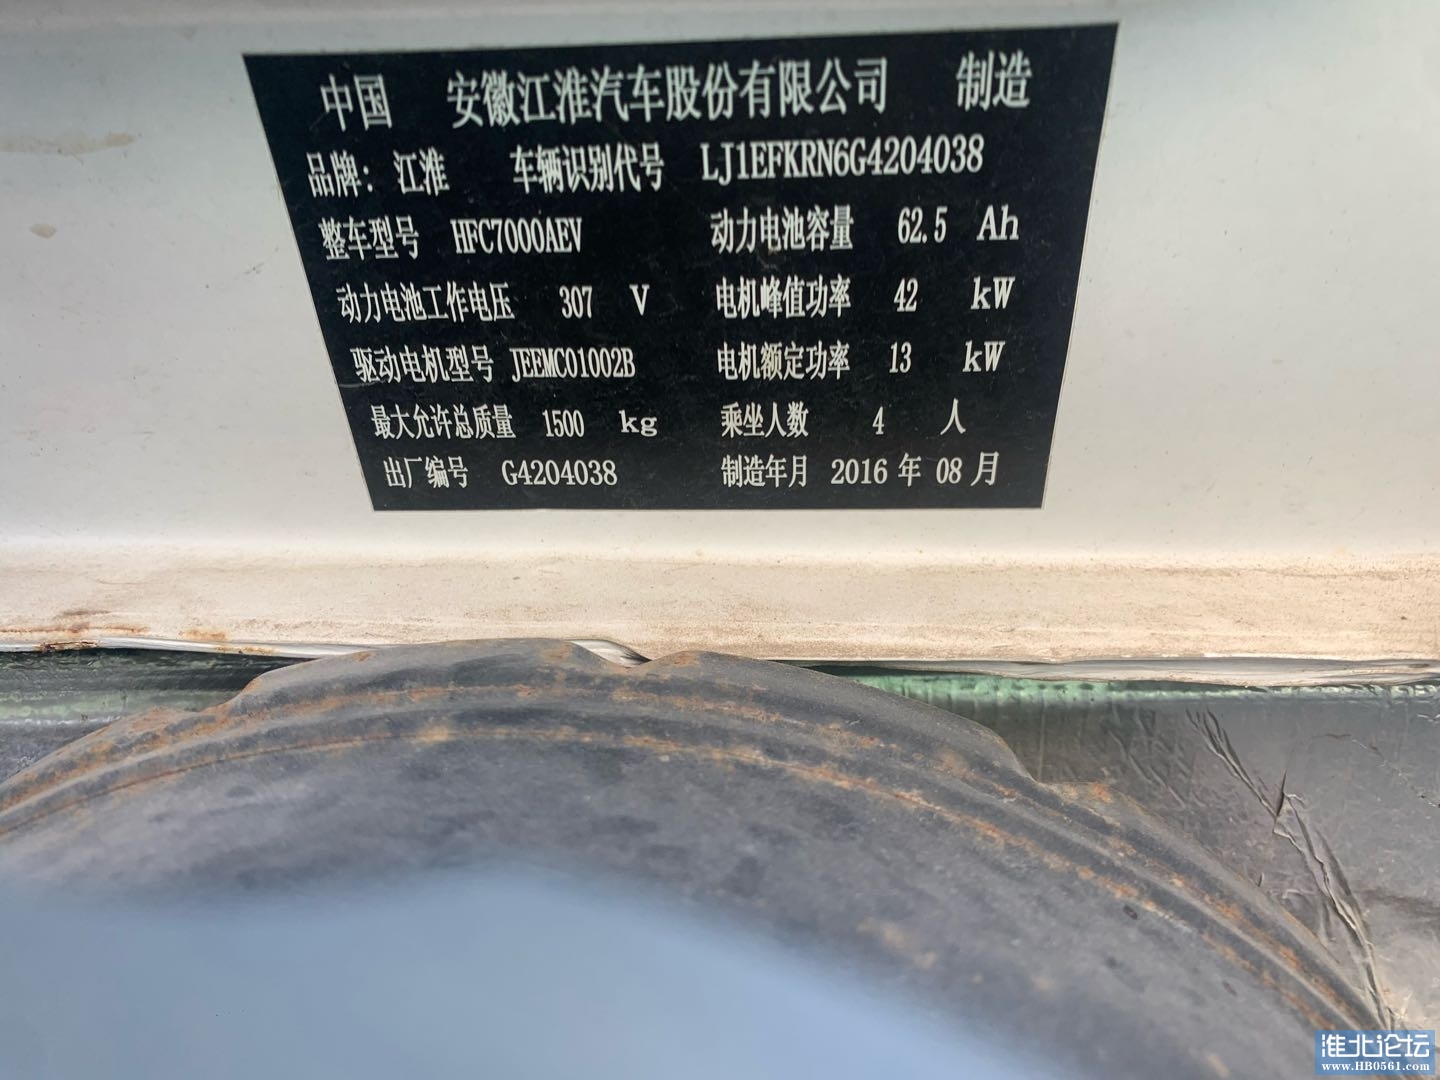 中国 安徽江淮汽车股份有限公司 制造
品牌：江淮 车辆识别代号 LJ1EFKRN6G4204038
整车型号 HFC7000AEV 动力电池容量 62.5 Ah
动力电池工作电压 307 V 电机峰值功率 42 kW
驱动电机型号 JEEMC01002B 电机额定功率 13 kW
最大允许总质量 1500 kg 乘坐人数 4 人
出厂编号 G4204038 制造年月 2016 年 08 月
淮北论坛
www.HB0561.com